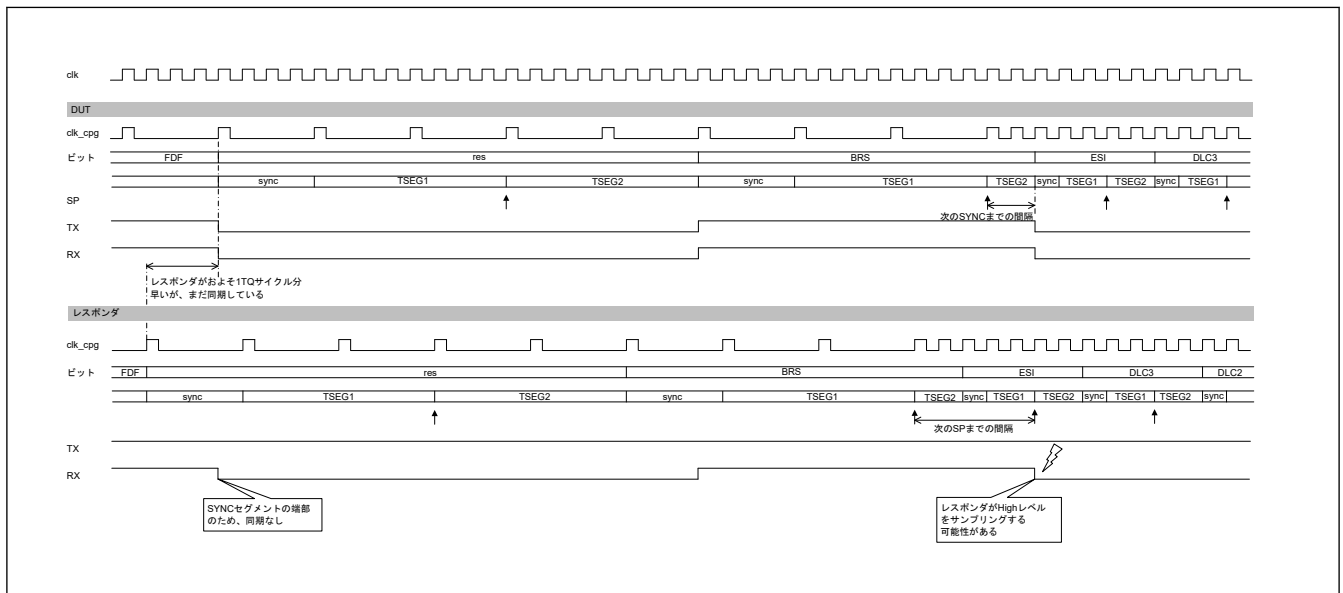 clk
DUT
clk_cpg
ビット FDF res BRS ESI DLC3
sync TSEG1 TSEG2 sync TSEG1 TSEG2 sync TSEG1 TSEG2 sync TSEG1
SP
次のSYNCまでの間隔
TX
RX
レスポンダがおよそ1TQサイクル分
早いが、まだ同期している
レスポンダ
clk_cpg
ビット FDF res BRS ESI DLC3 DLC2
sync TSEG1 TSEG2 sync TSEG1 TSEG2 sync TSEG1 TSEG2 sync TSEG1 TSEG2 sync
次のSPまでの間隔
TX
RX
SYNCセグメントの端部
のため、同期なし
レスポンダがHighレベル
をサンプリングする
可能性がある